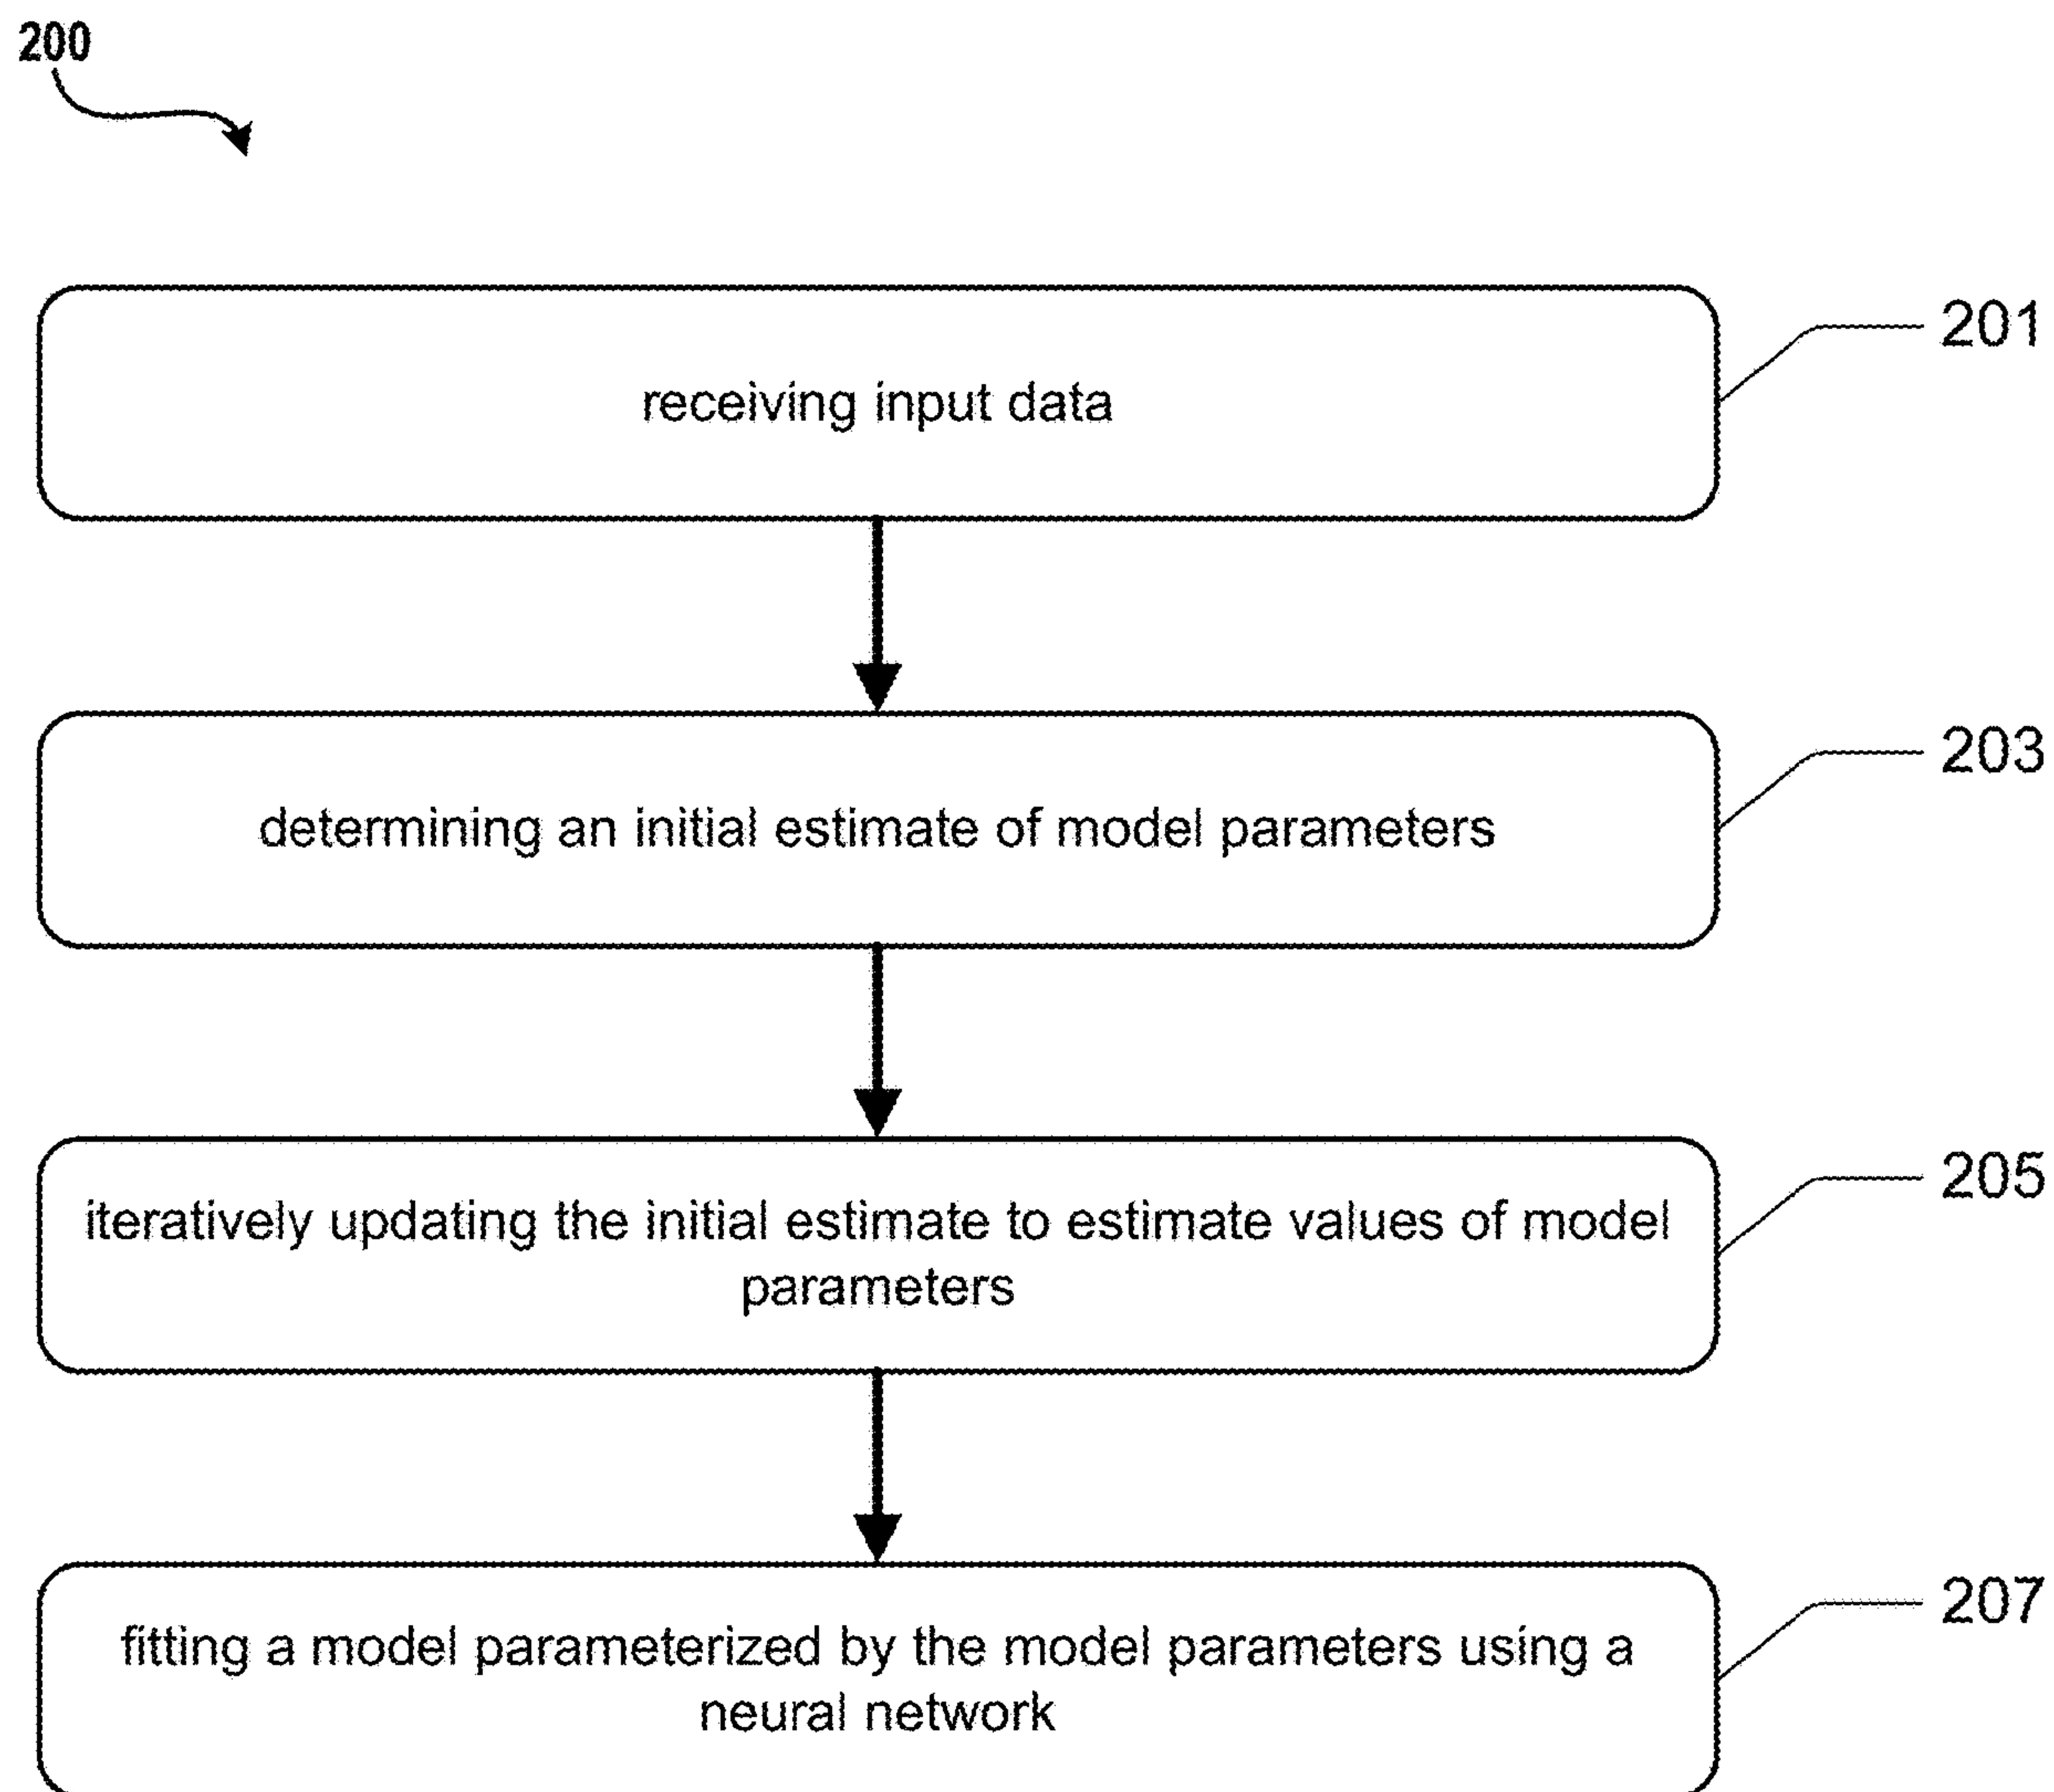 200
receiving input data
201
determining an initial estimate of model parameters
203
iteratively updating the initial estimate to estimate values of model
parameters
205
fitting a model parameterized by the model parameters using a
neural network
207